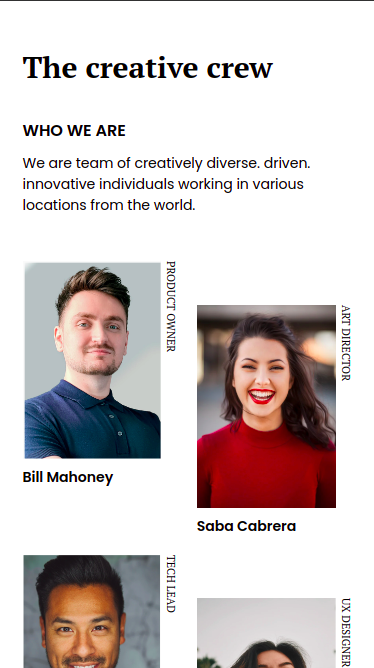 The creative crew
WHO WE ARE
We are team of creatively diverse. driven.
innovative individuals working in various
locations from the world.
PRODUCT OWNER
Bill Mahoney
ART DIRECTOR
Saba Cabrera
TECH LEAD
UX DESIGNER